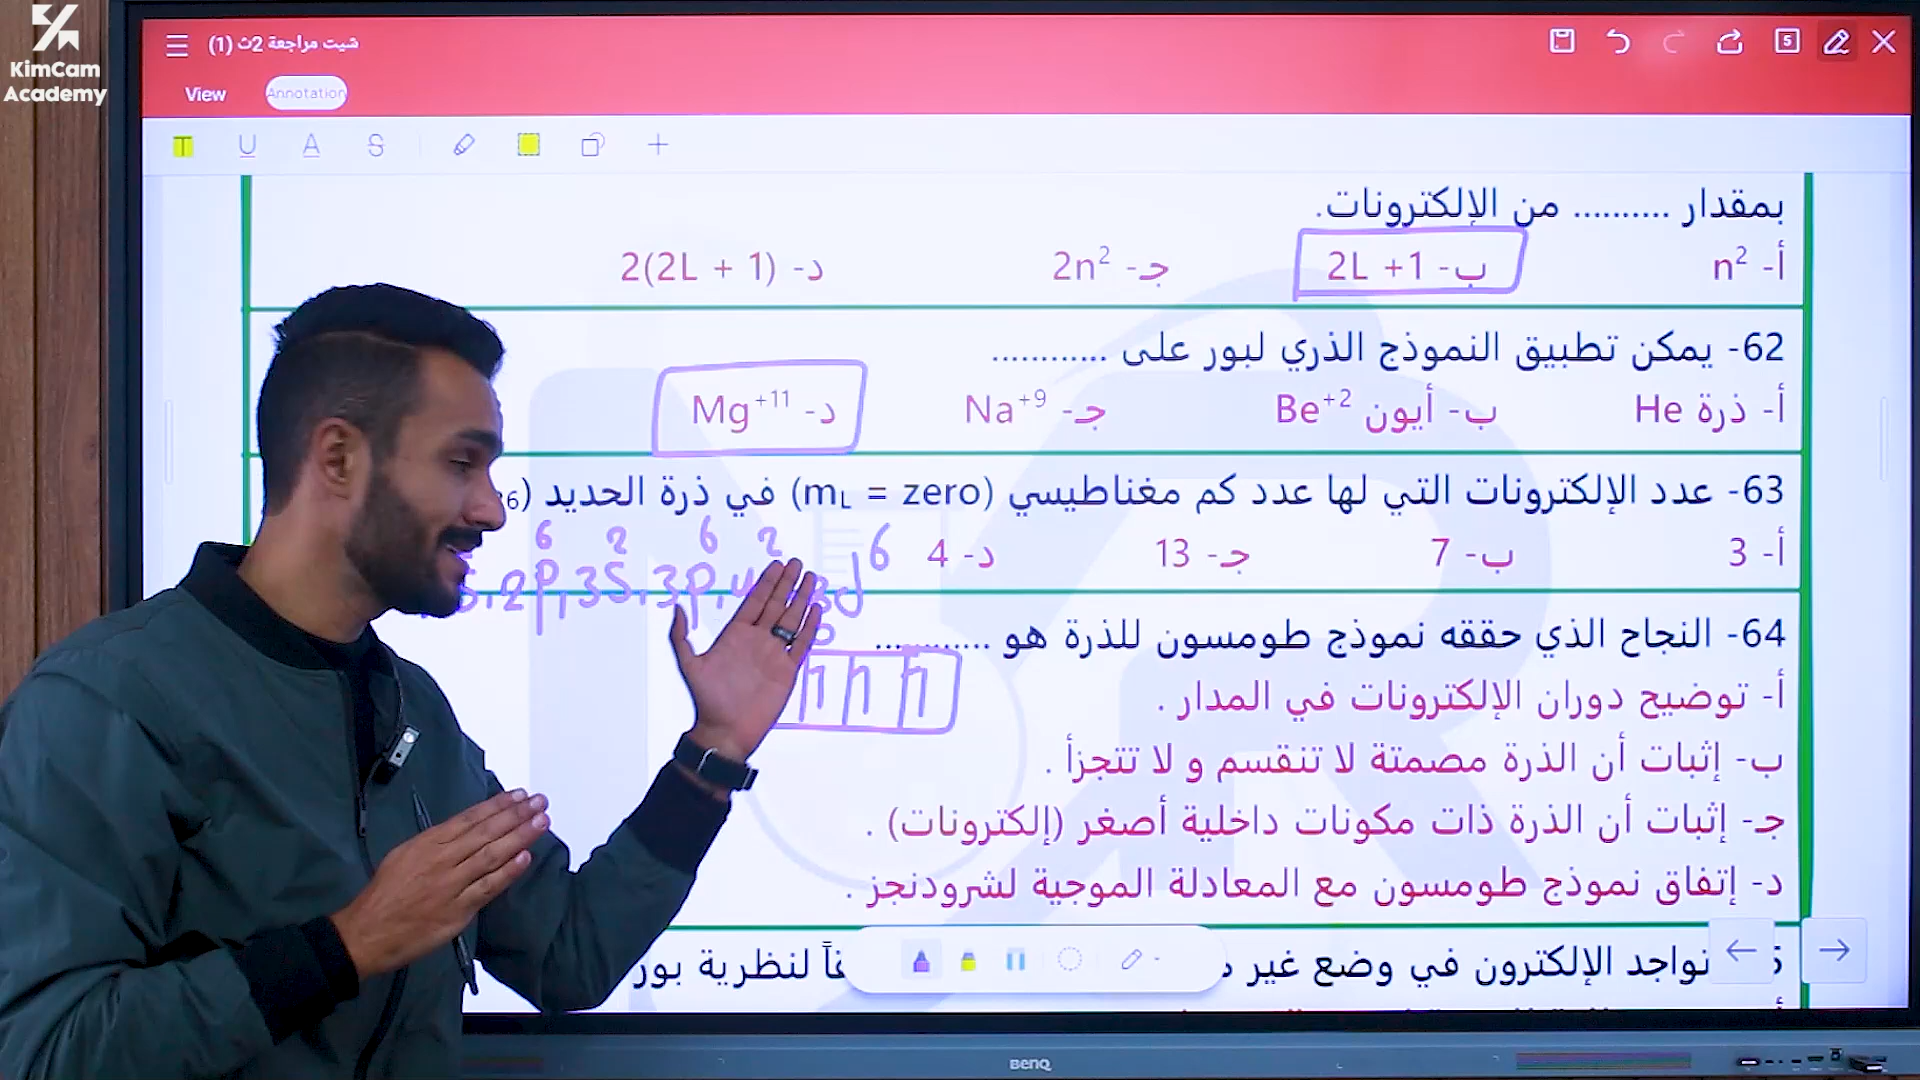 KimCam
Academy
شيت مراجعة 2ث (1)
View
Annotation
بمقدار .......... من الإلكترونات.
أ- n² ب- 2L +1 جـ- 2n² د- 2(2L + 1)
62- يمكن تطبيق النموذج الذري لبور على ............
أ- ذرة He ب- أيون Be⁺² جـ- Na⁺⁹ د- Mg⁺¹¹
63- عدد الإلكترونات التي لها عدد كم مغناطيسي (mL = zero) في ذرة الحديد
أ- 3 ب- 7 جـ- 13 د- 4
2p⁶, 3S², 3p⁶, 3d⁶
64- النجاح الذي حققه نموذج طومسون للذرة هو ............
أ- توضيح دوران الإلكترونات في المدار .
ب- إثبات أن الذرة مصمتة لا تنقسم و لا تتجزأ .
جـ- إثبات أن الذرة ذات مكونات داخلية أصغر (إلكترونات) .
د- إتفاق نموذج طومسون مع المعادلة الموجية لشرودنجز .
الإلكترون في وضع غير لنظرية بور
BenQ